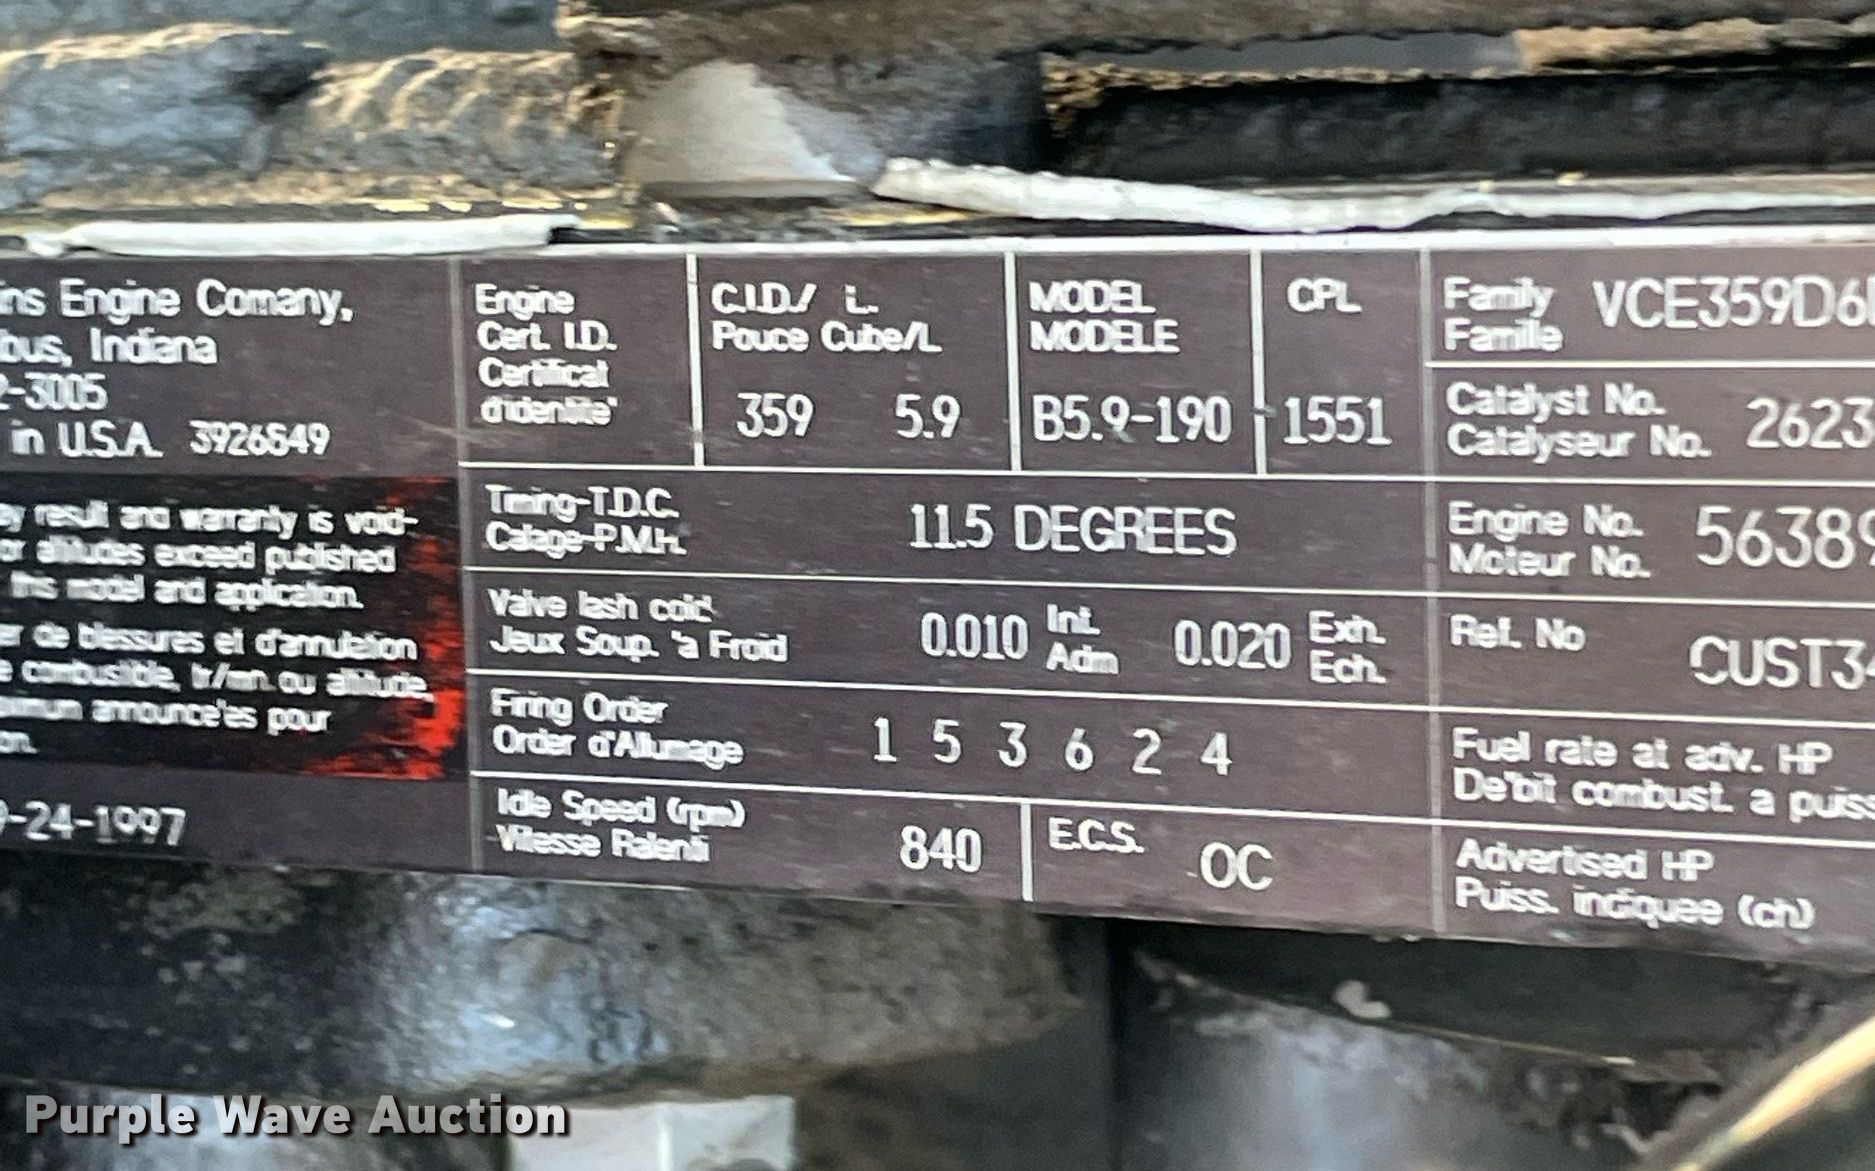 ins Engine Comany,
bus, Indiana
2-3005
in U.S.A. 3926549
ey result and warranty is void-
or altitudes exceed published
this model and application.
er de blessures et d'annulation
e combustible, tr/mn. ou altitude,
ximun announce'es pour
on.
9-24-1997
Engine
Cert. I.D.
Certifical
d'identite'
C.I.D./ L.
Pouce Cube/L
359 5.9
MODEL
MODELE
B5.9-190
CPL
1551
Timing-T.D.C.
Calage-P.M.h.
11.5 DEGREES
Valve lash cold
Jeux Soup. 'a Froid
0.010 Int. Adm
0.020 Exh. Ech.
Firing Order
Order d'Allumage
1 5 3 6 2 4
Idle Speed (rpm)
Vitesse Ralenti
840
E.C.S.
OC
Family
Famille
VCE359D6
Catalyst No.
Catalyseur No.
2623
Engine No.
Moteur No.
56389
Ref. No
CUST34
Fuel rate at adv. HP
De'bit combust. a puiss
Advertised HP
Puiss. indiquee (ch)
Purple Wave Auction